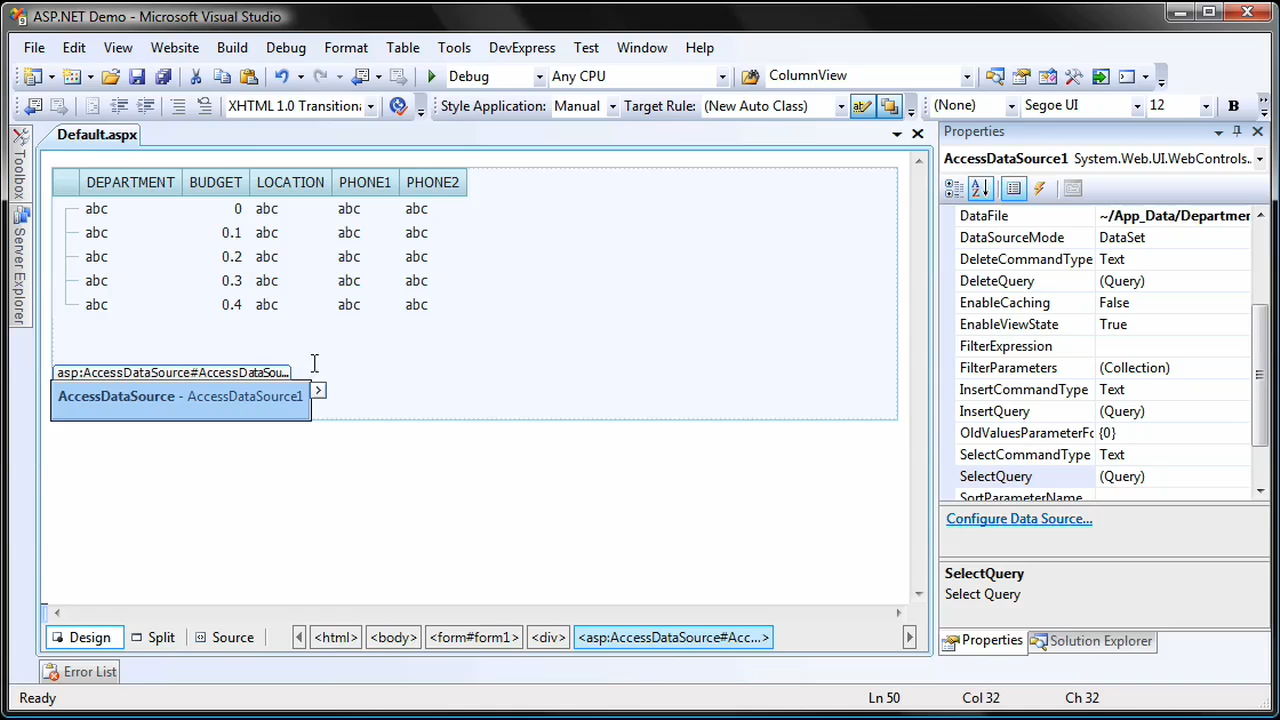 ASP.NET Demo - Microsoft Visual Studio
File Edit View Website Build Debug Format Table Tools DevExpress Test Window Help
Debug Any CPU ColumnView
XHTML 1.0 Transition Style Application: Manual Target Rule: (New Auto Class) (None) Segoe UI 12 B
Toolbox
Server Explorer
Default.aspx
DEPARTMENT BUDGET LOCATION PHONE1 PHONE2
abc 0 abc abc abc
abc 0.1 abc abc abc
abc 0.2 abc abc abc
abc 0.3 abc abc abc
abc 0.4 abc abc abc
asp:AccessDataSource#AccessDataSou...
AccessDataSource - AccessDataSource1
Properties
AccessDataSource1 System.Web.UI.WebControls.
DataFile ~/App_Data/Departmer
DataSourceMode DataSet
DeleteCommandType Text
DeleteQuery (Query)
EnableCaching False
EnableViewState True
FilterExpression
FilterParameters (Collection)
InsertCommandType Text
InsertQuery (Query)
OldValuesParameterFo {0}
SelectCommandType Text
SelectQuery (Query)
SortParameterName
Configure Data Source...
SelectQuery
Select Query
Design Split Source <html> <body> <form#form1> <div> <asp:AccessDataSource#Acc...>
Properties Solution Explorer
Error List
Ready Ln 50 Col 32 Ch 32